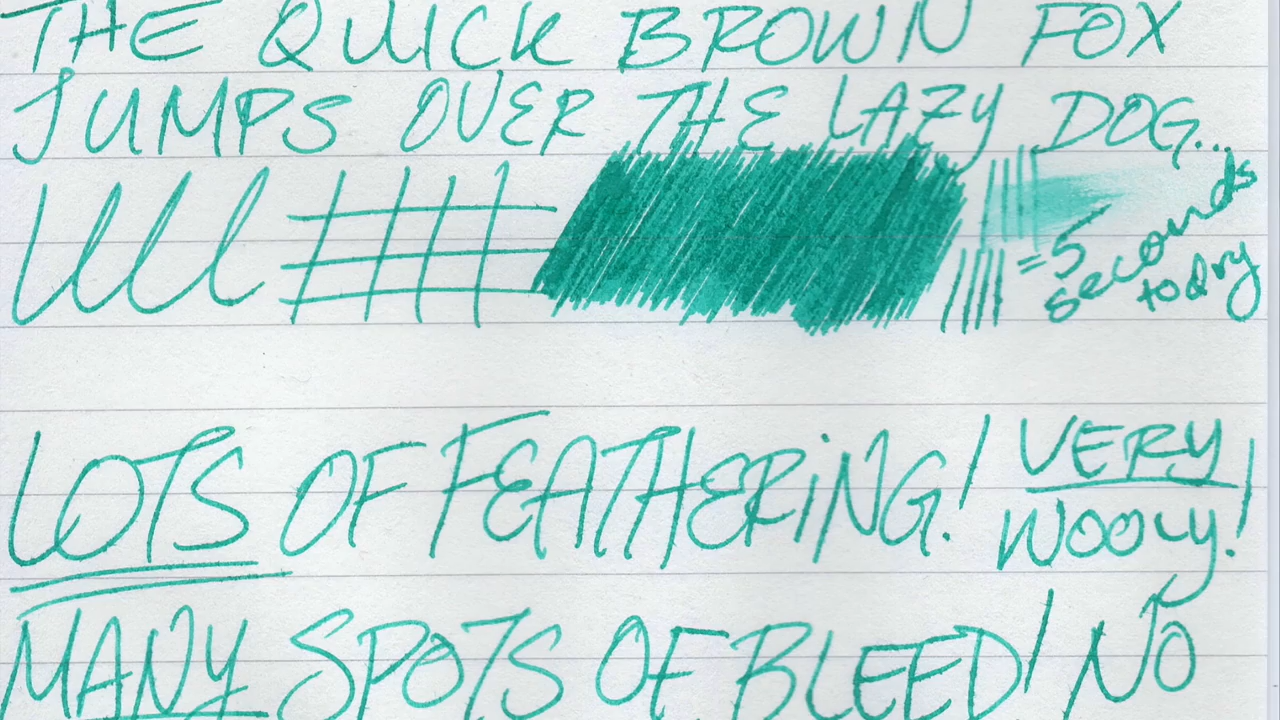 THE QUICK BROWN FOX
JUMPS OVER THE LAZY DOG...
= 5
seconds
to dry
LOTS OF FEATHERING! VERY
WOOLY!
MANY SPOTS OF BLEED! NO